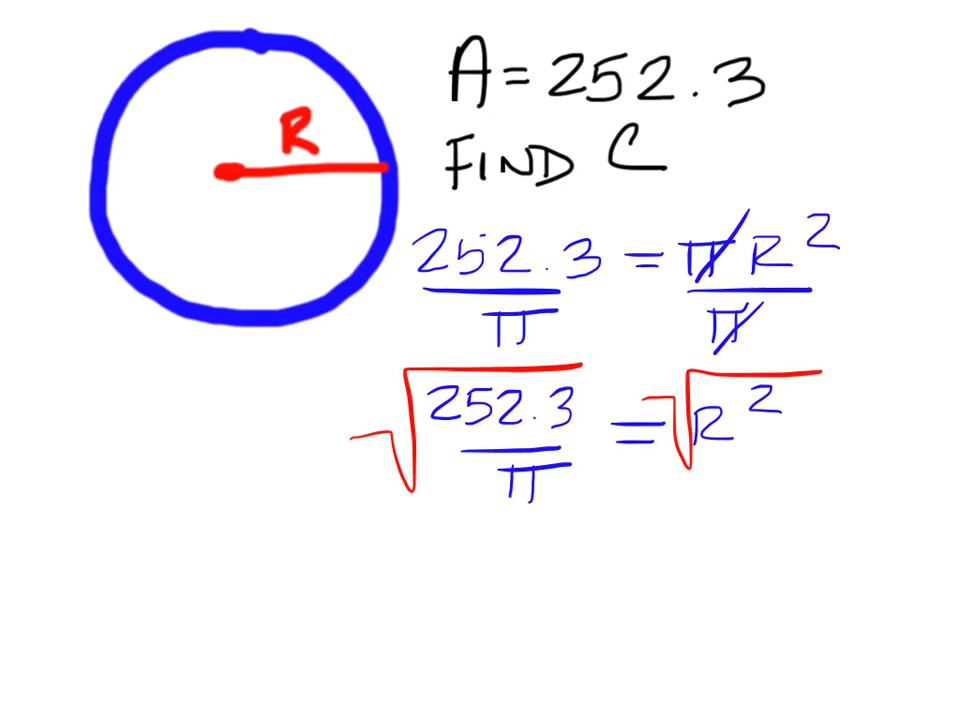 R
A = 252.3
FIND C
252.3 = πR²
π π
√252.3 = √R²
π